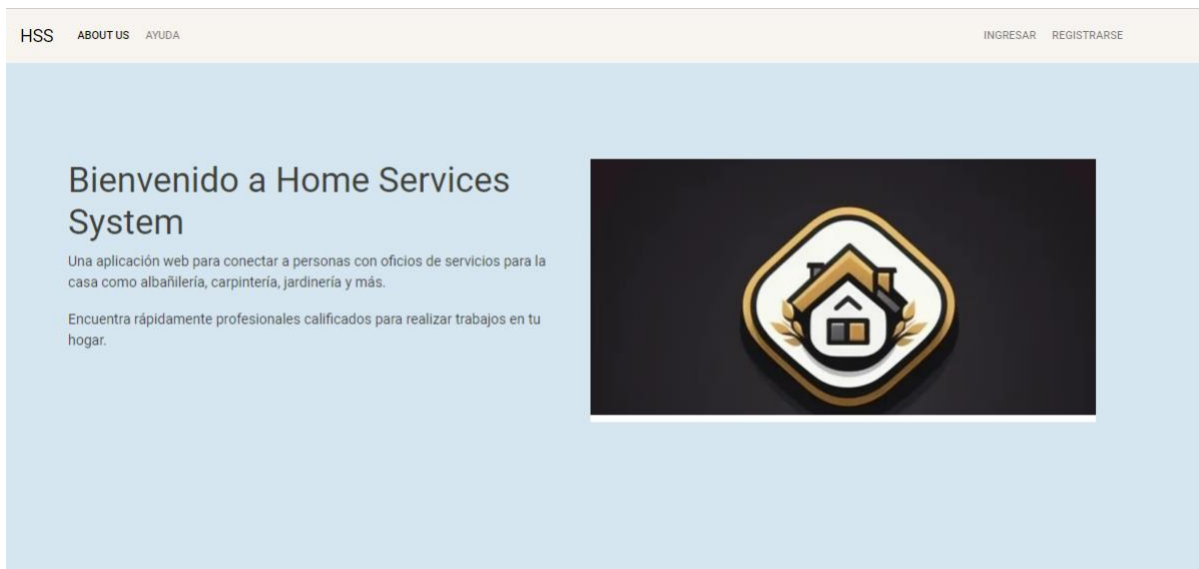 HSS ABOUT US AYUDA INGRESAR REGISTRARSE
Bienvenido a Home Services
System
Una aplicación web para conectar a personas con oficios de servicios para la
casa como albañilería, carpintería, jardinería y más.
Encuentra rápidamente profesionales calificados para realizar trabajos en tu
hogar.